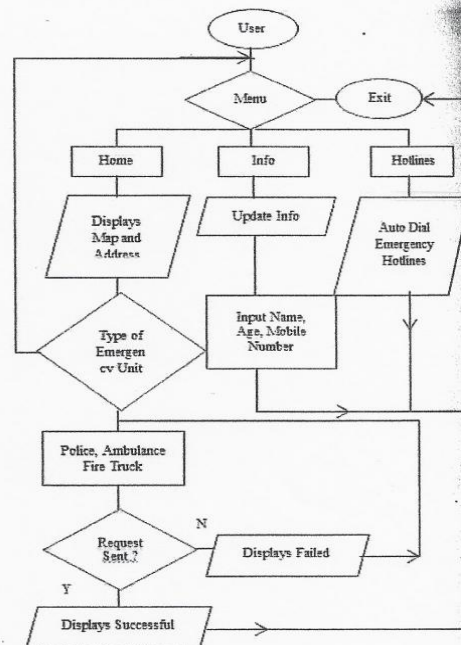 User
Menu
Exit
Home
Info
Hotlines
Displays
Map and
Address
Update Info
Auto Dial
Emergency
Hotlines
Type of
Emergen
cy Unit
Input Name,
Age, Mobile
Number
Police, Ambulance
Fire Truck
Request
Sent ?
N
Displays Failed
Y
Displays Successful